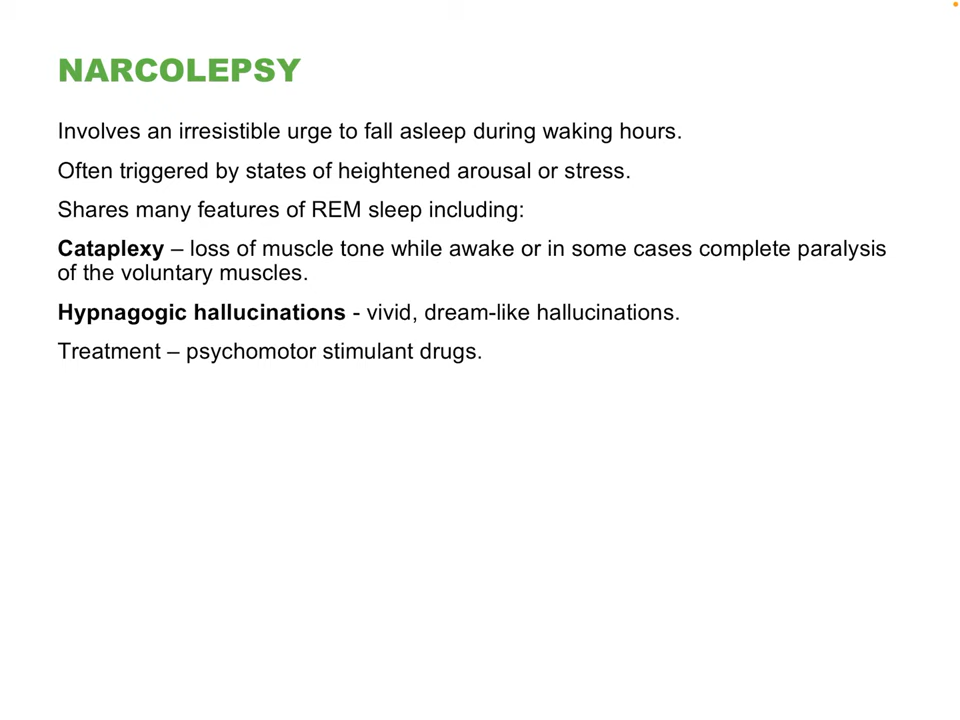 NARCOLEPSY
Involves an irresistible urge to fall asleep during waking hours.
Often triggered by states of heightened arousal or stress.
Shares many features of REM sleep including:
Cataplexy – loss of muscle tone while awake or in some cases complete paralysis
of the voluntary muscles.
Hypnagogic hallucinations - vivid, dream-like hallucinations.
Treatment – psychomotor stimulant drugs.